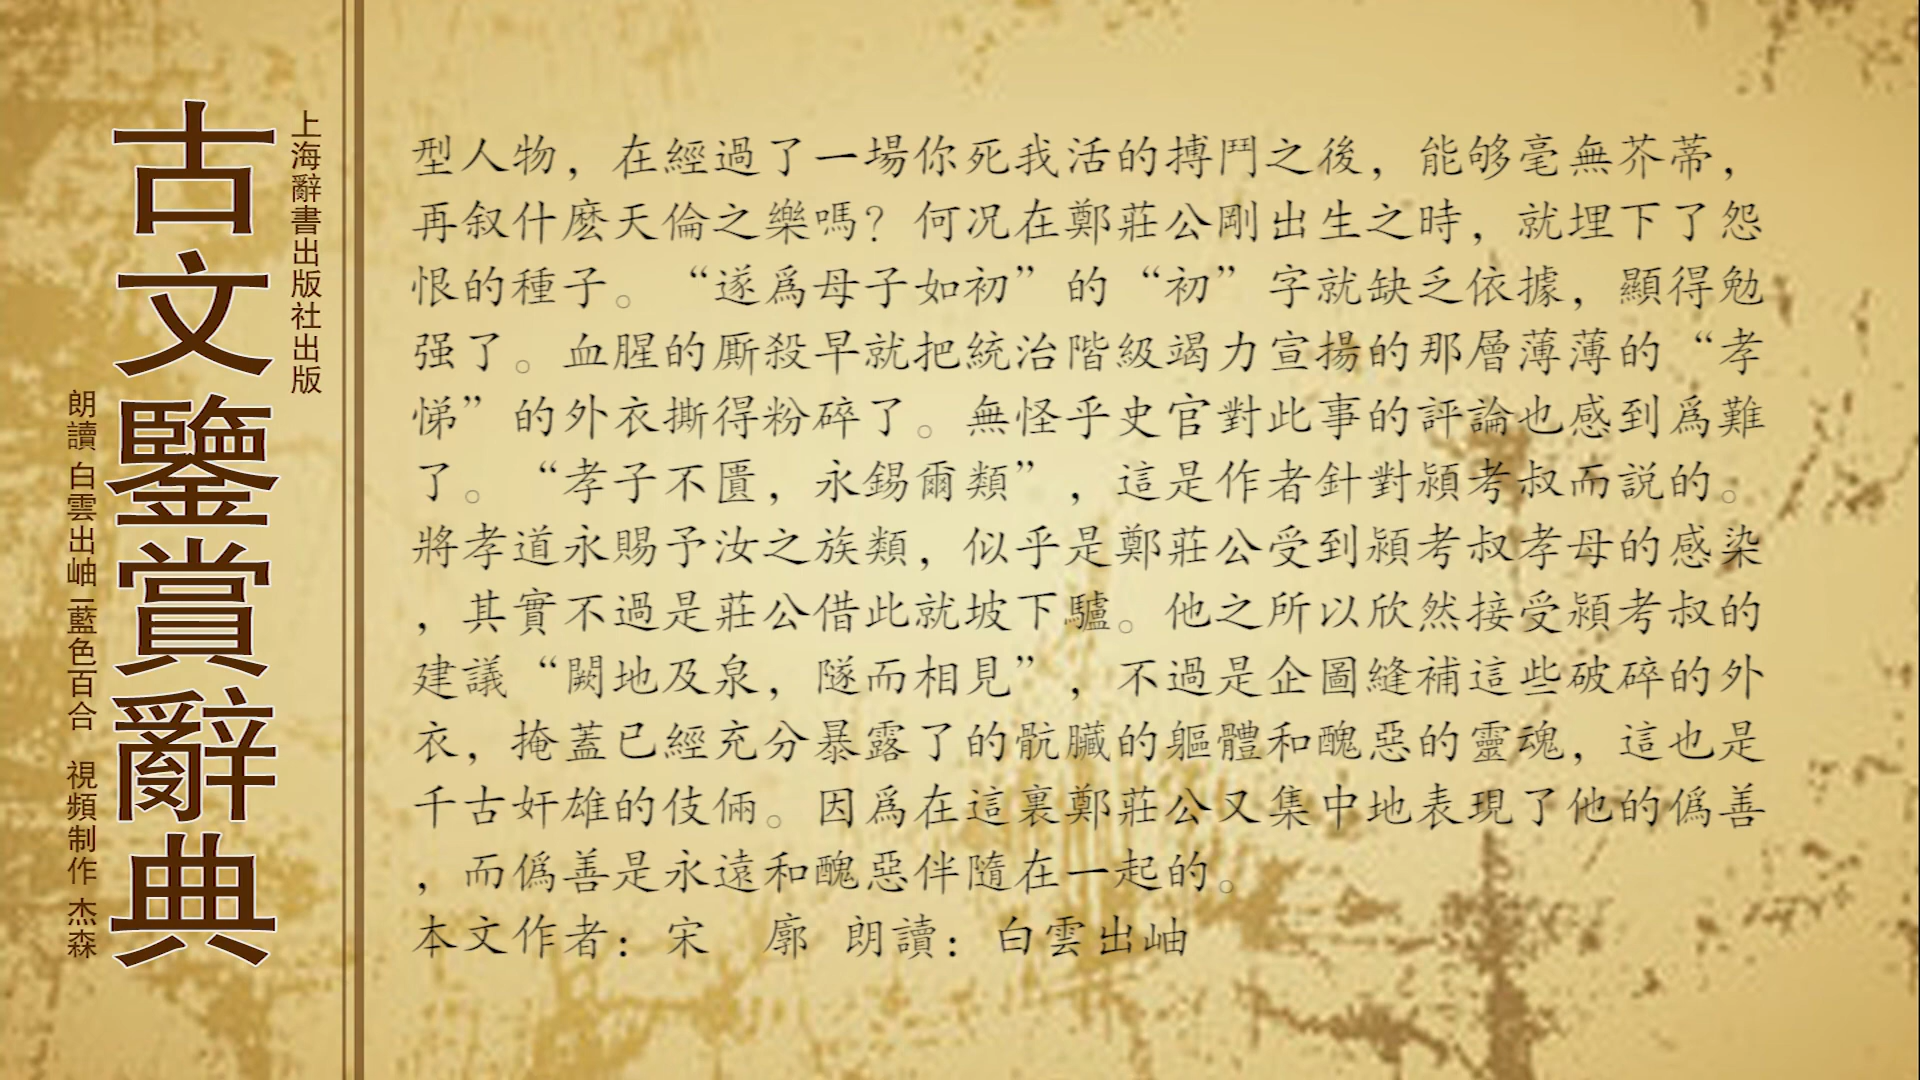 古文鑒賞辭典
上海辭書出版社出版
朗讀 白雲出岫 藍色百合 視頻制作 杰森
型人物，在經過了一場你死我活的搏鬥之後，能够毫無芥蒂，
再叙什麽天倫之樂嗎？何况在鄭莊公剛出生之時，就埋下了怨
恨的種子。“遂爲母子如初”的“初”字就缺乏依據，顯得勉
强了。血腥的厮殺早就把統治階級竭力宣揚的那層薄薄的“孝
悌”的外衣撕得粉碎了。無怪乎史官對此事的評論也感到爲難
了。“孝子不匱，永錫爾類”，這是作者針對潁考叔而説的。
將孝道永賜予汝之族類，似乎是鄭莊公受到潁考叔孝母的感染
，其實不過是莊公借此就坡下驢。他之所以欣然接受潁考叔的
建議“闕地及泉，隧而相見”，不過是企圖縫補這些破碎的外
衣，掩蓋已經充分暴露了的骯臟的軀體和醜惡的靈魂，這也是
千古奸雄的伎倆。因爲在這裏鄭莊公又集中地表現了他的僞善
，而僞善是永遠和醜惡伴隨在一起的。
本文作者：宋　廓 朗讀：白雲出岫